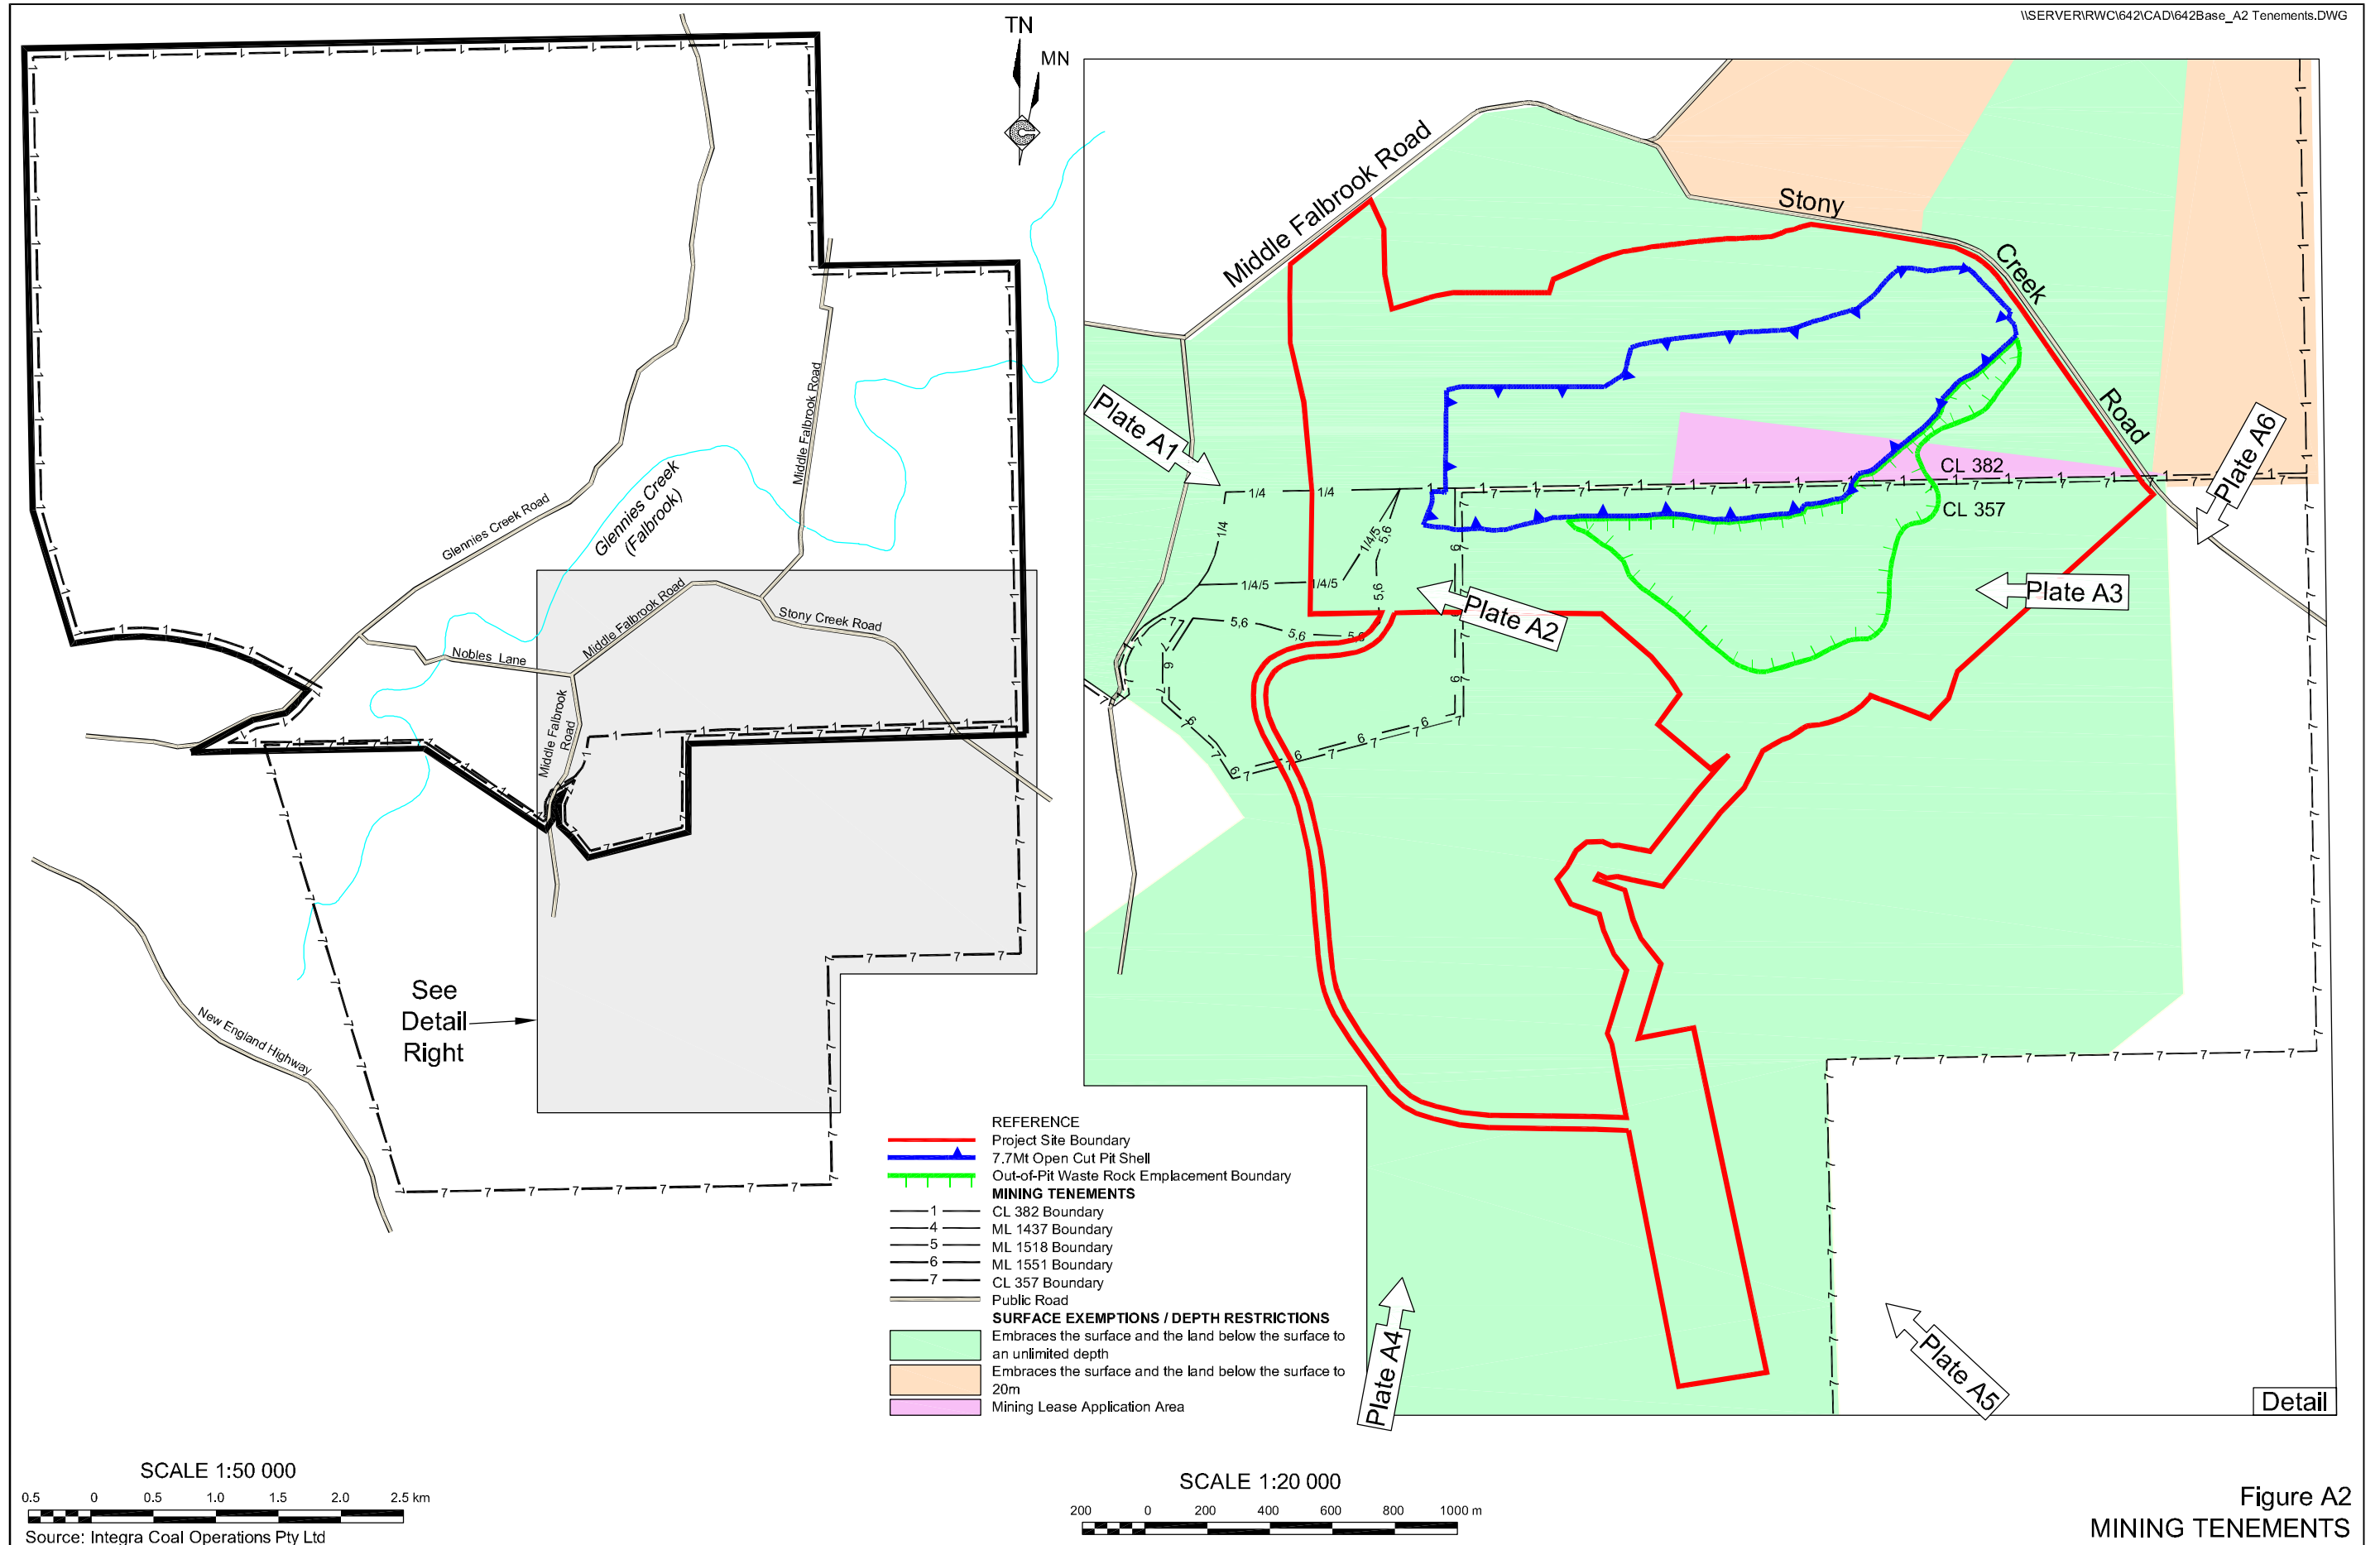 \\SERVER\RWC\642\CAD\642Base_A2 Tenements.DWG
TN
MN
Glennies Creek Road
Glennies Creek
(Falbrook)
Middle Falbrook Road
Nobles Lane
Middle Falbrook Road
Stony Creek Road
Middle Falbrook
Road
New England Highway
See
Detail
Right
Middle Falbrook Road
Stony
Creek
Road
Plate A1
Plate A2
Plate A3
Plate A4
Plate A5
Plate A6
CL 382
CL 357
1/4
1/4
1/4
1/4/5
1/4/5
1/4/5
5,6
5,6
5,6
5,6
5,6
Detail
REFERENCE
Project Site Boundary
7.7Mt Open Cut Pit Shell
Out-of-Pit Waste Rock Emplacement Boundary
MINING TENEMENTS
1 CL 382 Boundary
4 ML 1437 Boundary
5 ML 1518 Boundary
6 ML 1551 Boundary
7 CL 357 Boundary
Public Road
SURFACE EXEMPTIONS / DEPTH RESTRICTIONS
Embraces the surface and the land below the surface to
an unlimited depth
Embraces the surface and the land below the surface to
20m
Mining Lease Application Area
SCALE 1:50 000
0.5 0 0.5 1.0 1.5 2.0 2.5 km
Source: Integra Coal Operations Pty Ltd
SCALE 1:20 000
200 0 200 400 600 800 1000 m
Figure A2
MINING TENEMENTS